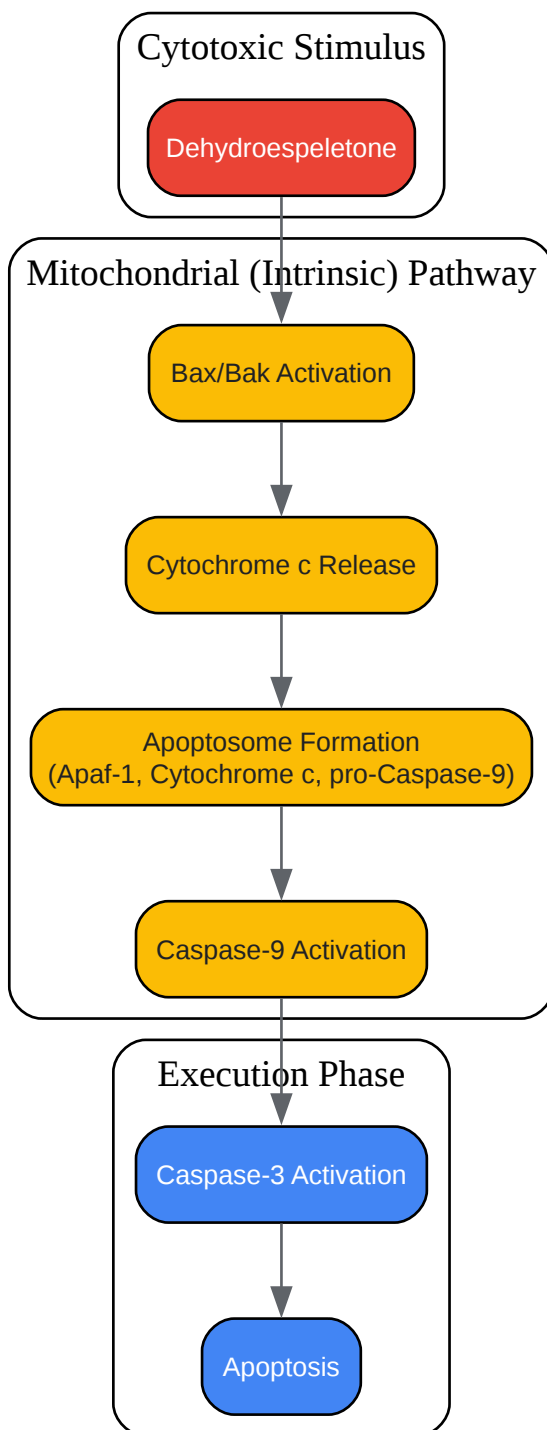 Cytotoxic Stimulus
Dehydroespeletone
Mitochondrial (Intrinsic) Pathway
Bax/Bak Activation
Cytochrome c Release
Apoptosome Formation
(Apaf-1, Cytochrome c, pro-Caspase-9)
Caspase-9 Activation
Execution Phase
Caspase-3 Activation
Apoptosis